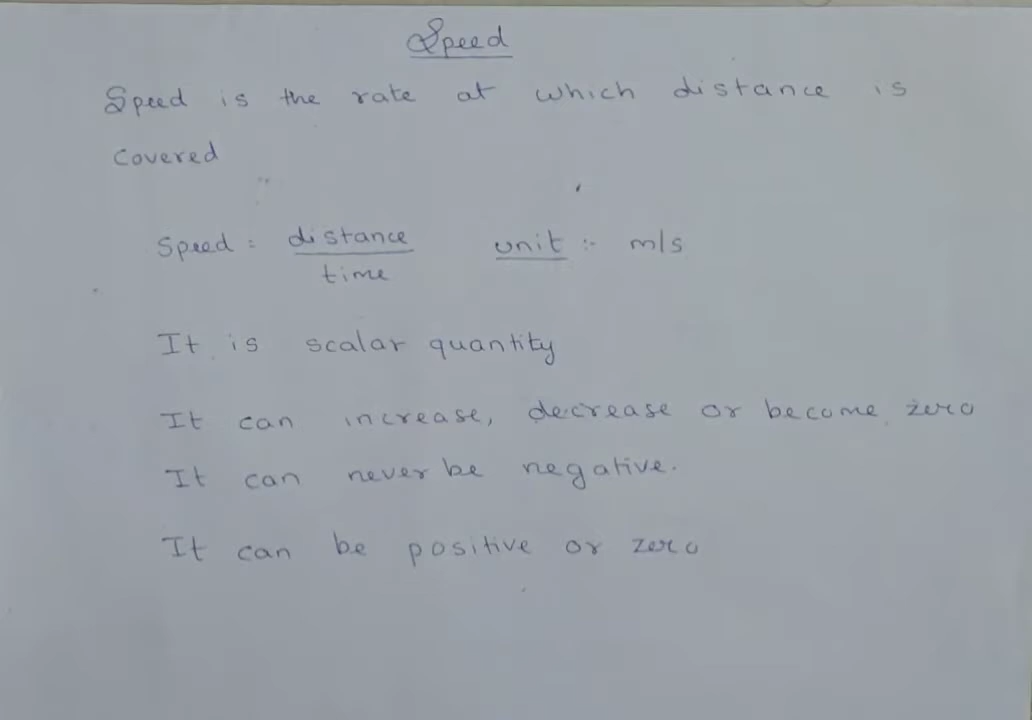 Speed
Speed is the rate at which distance is
covered
Speed = distance/time unit :- m/s
It is scalar quantity
It can increase, decrease or become zero
It can never be negative.
It can be positive or zero